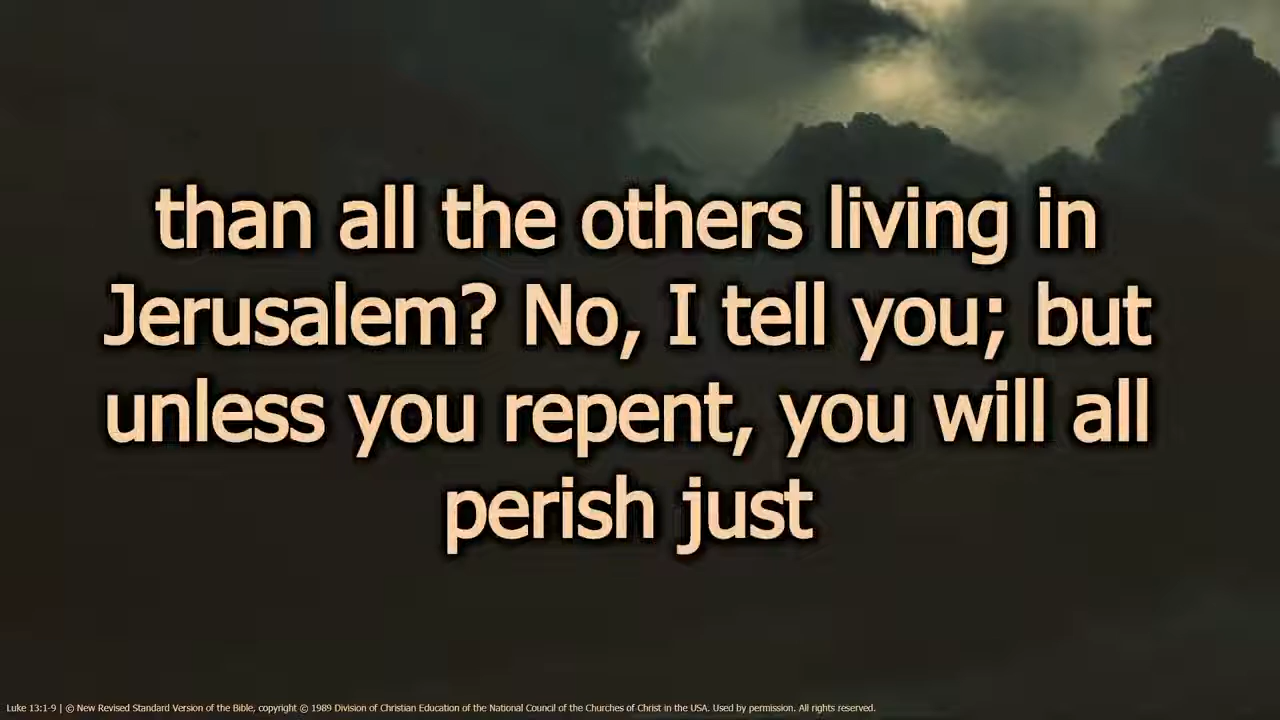 than all the others living in
Jerusalem? No, I tell you; but
unless you repent, you will all
perish just
Luke 13:1-9 | © New Revised Standard Version of the Bible, copyright © 1989 Division of Christian Education of the National Council of the Churches of Christ in the USA. Used by permission. All rights reserved.